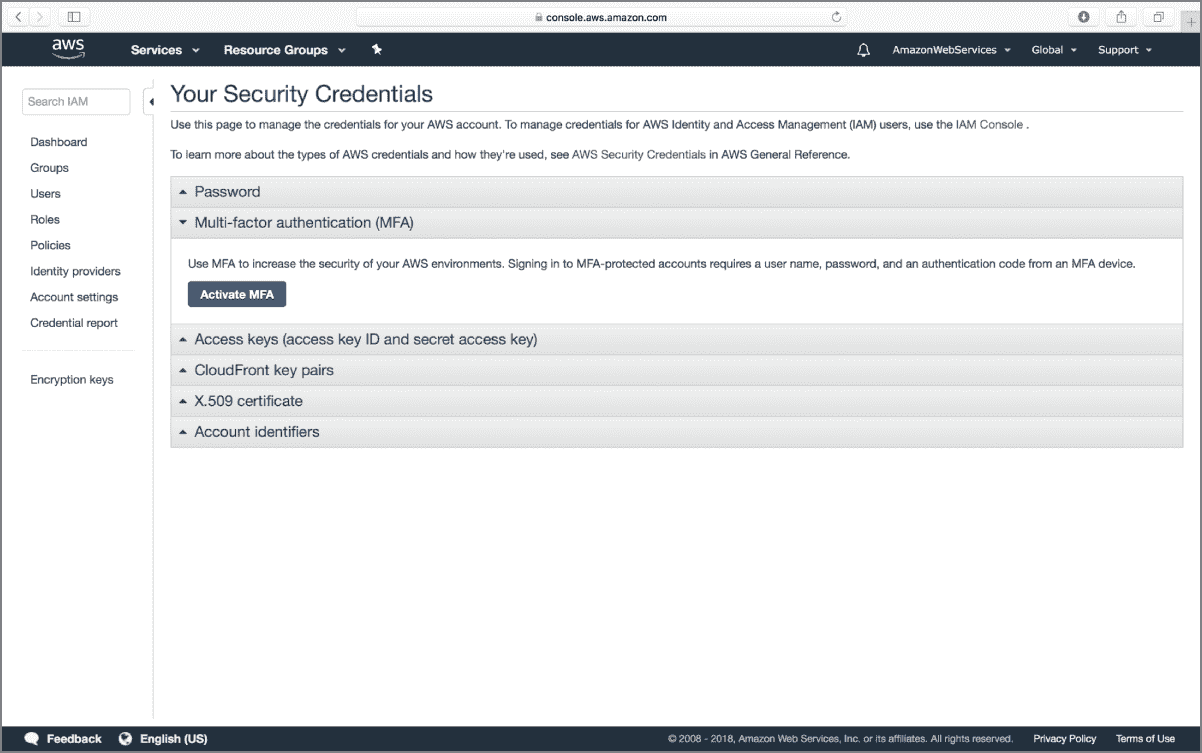 console.aws.amazon.com
aws Services Resource Groups AmazonWebServices Global Support
Search IAM
Dashboard
Groups
Users
Roles
Policies
Identity providers
Account settings
Credential report
Encryption keys
Your Security Credentials
Use this page to manage the credentials for your AWS account. To manage credentials for AWS Identity and Access Management (IAM) users, use the IAM Console .
To learn more about the types of AWS credentials and how they're used, see AWS Security Credentials in AWS General Reference.
Password
Multi-factor authentication (MFA)
Use MFA to increase the security of your AWS environments. Signing in to MFA-protected accounts requires a user name, password, and an authentication code from an MFA device.
Activate MFA
Access keys (access key ID and secret access key)
CloudFront key pairs
X.509 certificate
Account identifiers
Feedback English (US) © 2008 - 2018, Amazon Web Services, Inc. or its affiliates. All rights reserved. Privacy Policy Terms of Use